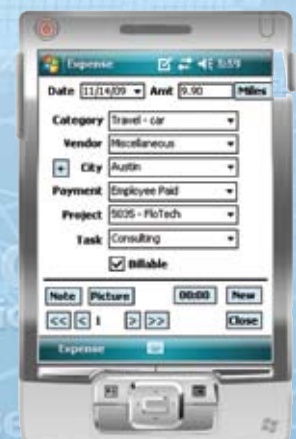 Expense 1:59
Date 11/14/09 Amt 9.90 Miles
Category Travel - car
Vendor Miscellaneous
+ City Austin
Payment Employee Paid
Project 5035 - FloTech
Task Consulting
Billable
Note Picture 00:00 New
<< < 1 > >> Close
Expense